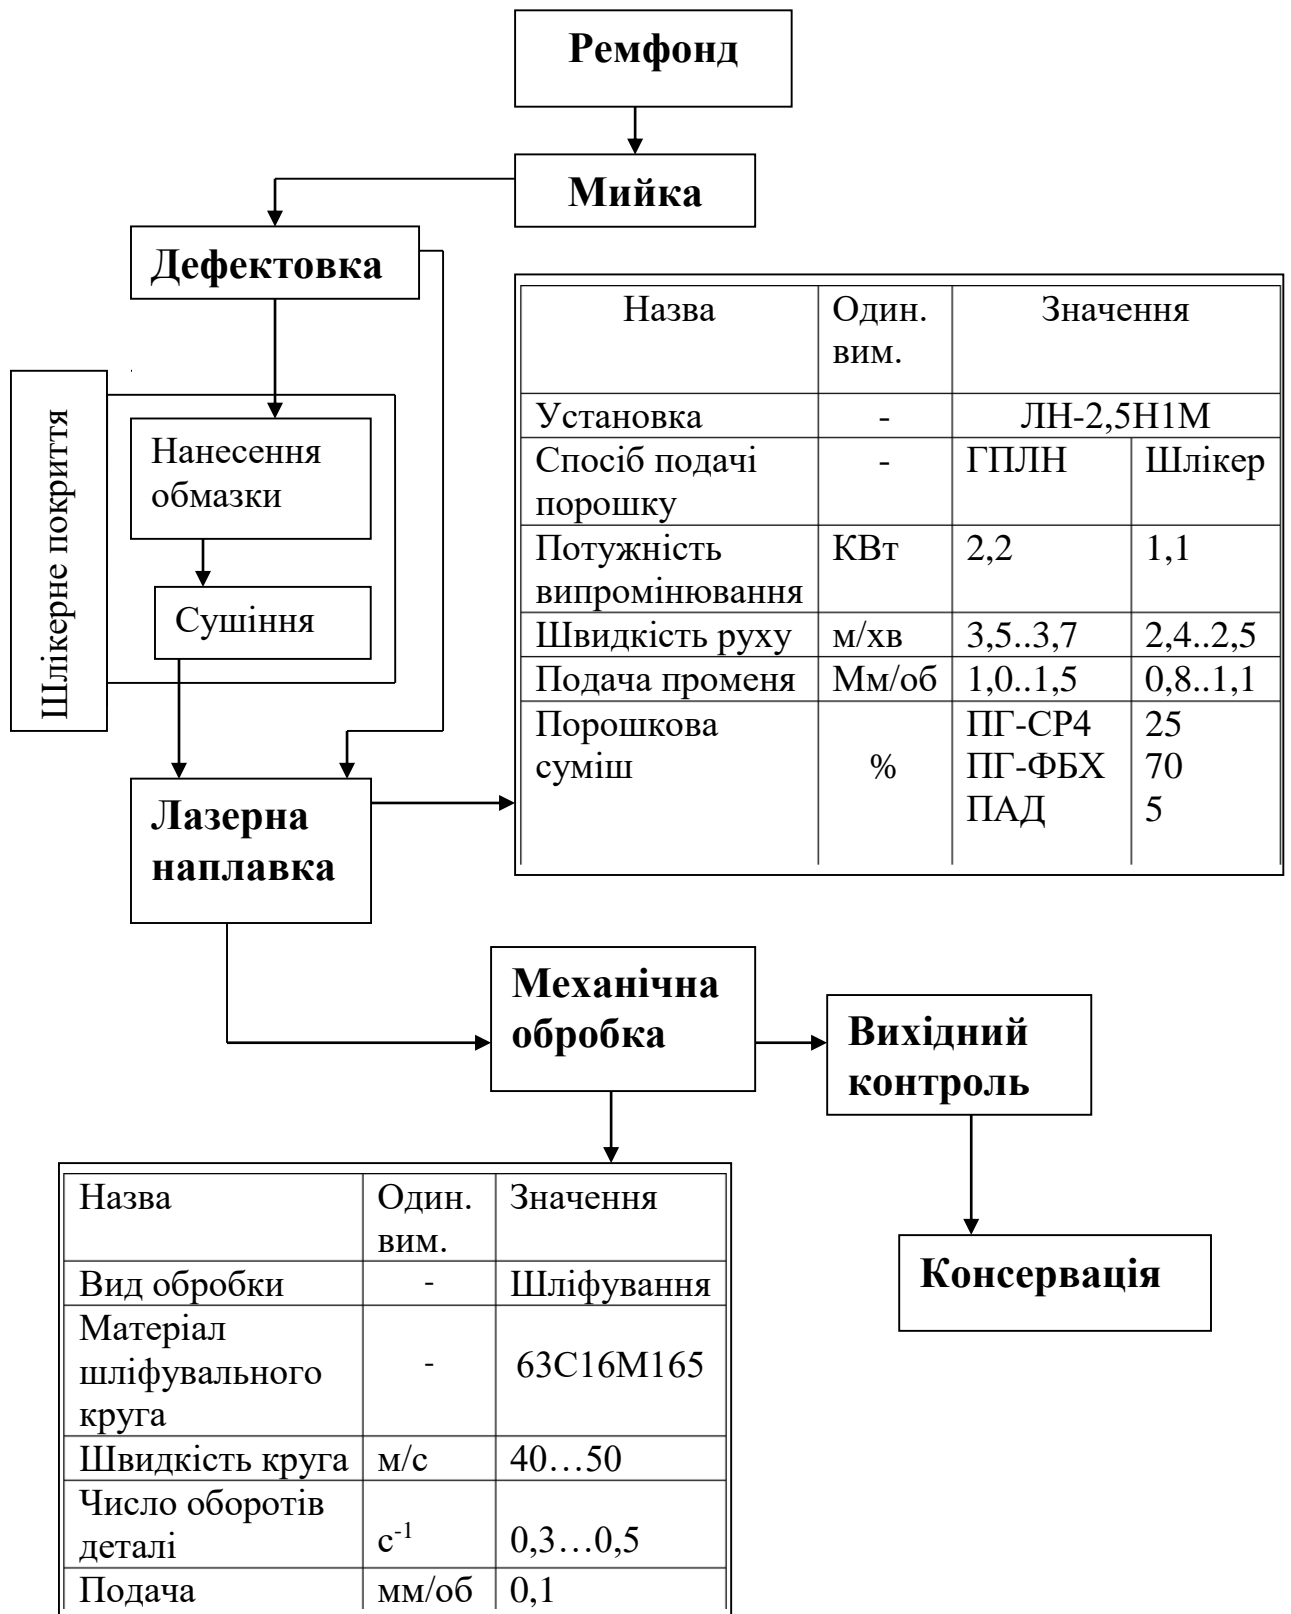 Ремфонд
Мийка
Дефектовка
Шлікерне покриття
Нанесення
обмазки
Сушіння
Назва Один. Значення
вим.
Установка - ЛН-2,5Н1М
Спосіб подачі - ГПЛН Шлікер
порошку
Потужність КВт 2,2 1,1
випромінювання
Швидкість руху м/хв 3,5..3,7 2,4..2,5
Подача променя Мм/об 1,0..1,5 0,8..1,1
Порошкова ПГ-СР4 25
суміш % ПГ-ФБХ 70
ПАД 5
Лазерна
наплавка
Механічна
обробка
Вихідний
контроль
Консервація
Назва Один. Значення
вим.
Вид обробки - Шліфування
Матеріал
шліфувального - 63С16М165
круга
Швидкість круга м/с 40…50
Число оборотів
деталі с⁻¹ 0,3…0,5
Подача мм/об 0,1